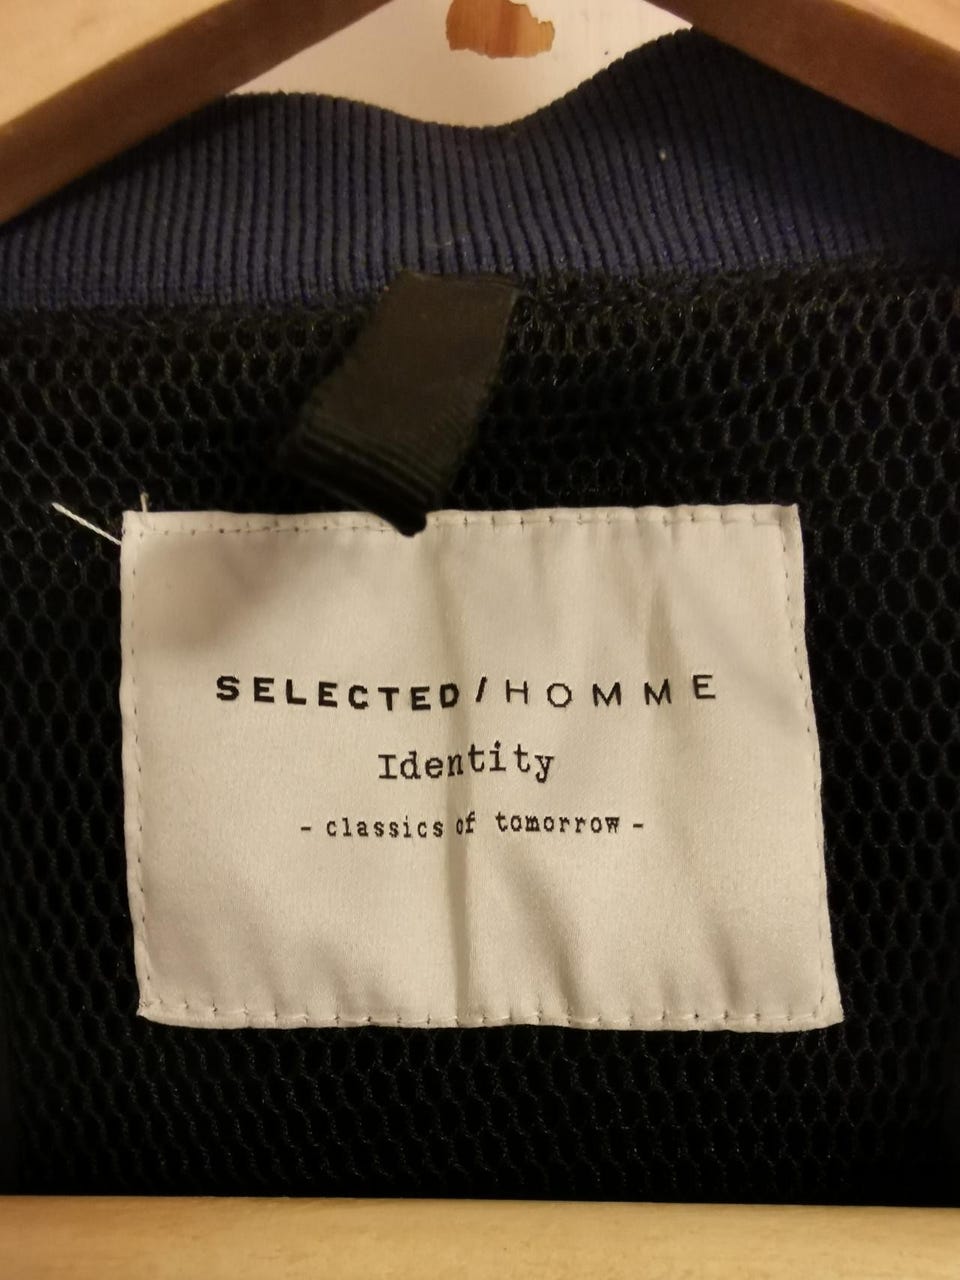 SELECTED/HOMME
Identity
- classics of tomorrow -